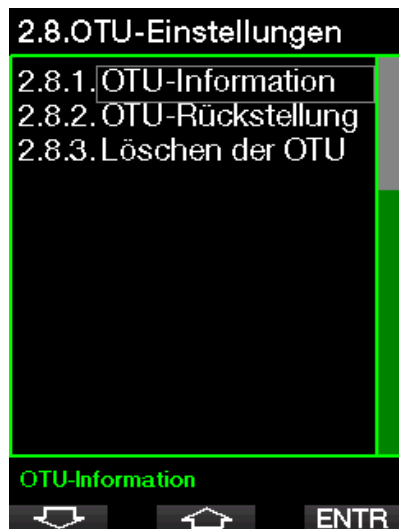 2.8.OTU-Einstellungen
2.8.1. OTU-Information
2.8.2. OTU-Rückstellung
2.8.3. Löschen der OTU
OTU-Information
ENTR